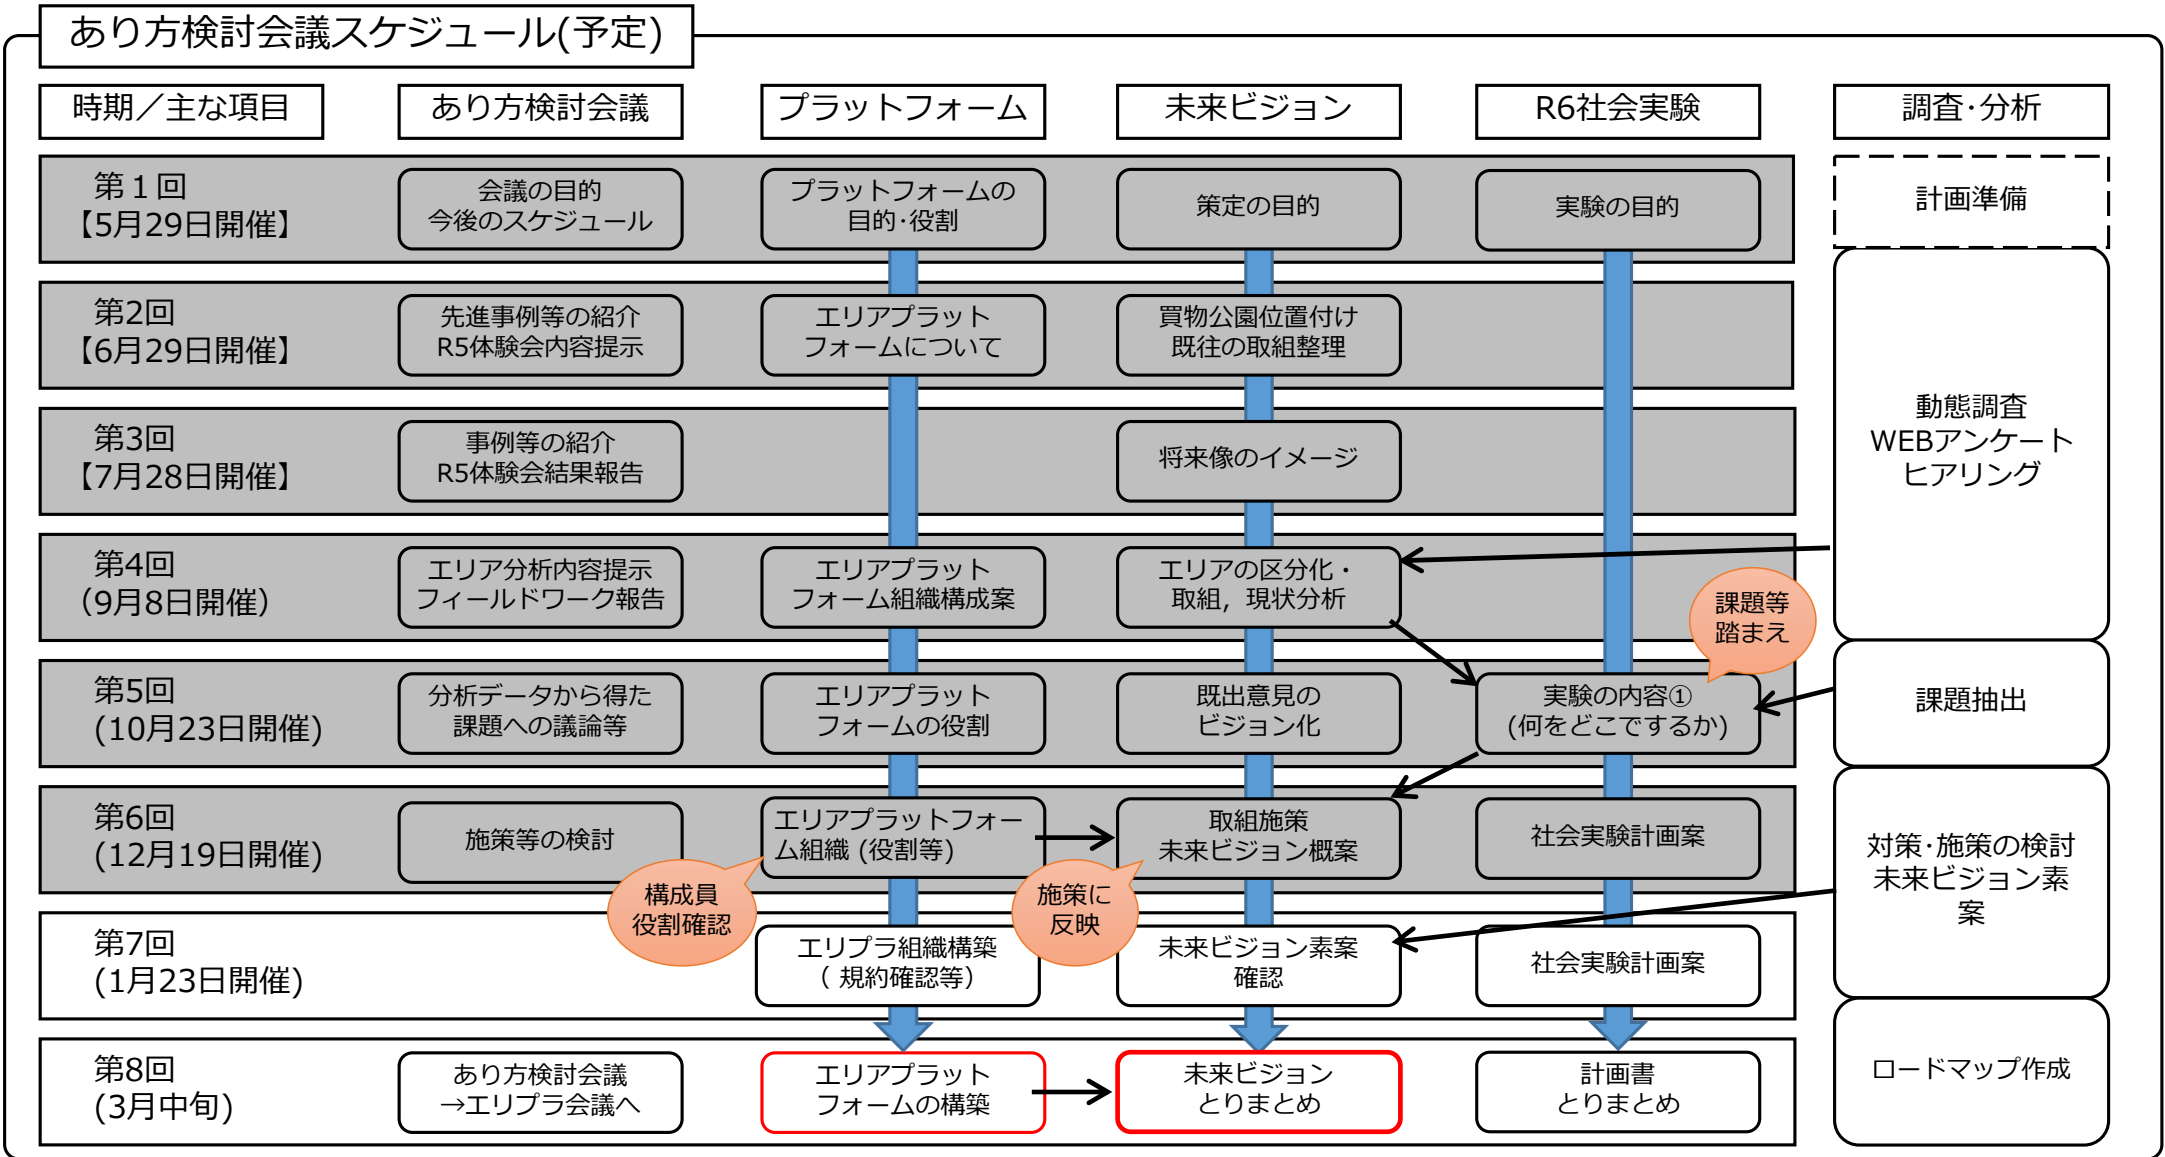 あり方検討会議スケジュール(予定)
時期／主な項目
あり方検討会議
プラットフォーム
未来ビジョン
R6社会実験
調査･分析
第１回
【5月29日開催】
会議の目的
今後のスケジュール
プラットフォームの
目的･役割
策定の目的
実験の目的
計画準備
第2回
【6月29日開催】
先進事例等の紹介
R5体験会内容提示
エリアプラット
フォームについて
買物公園位置付け
既往の取組整理
動態調査
WEBアンケート
ヒアリング
第3回
【7月28日開催】
事例等の紹介
R5体験会結果報告
将来像のイメージ
第4回
（9月8日開催）
エリア分析内容提示
フィールドワーク報告
エリアプラット
フォーム組織構成案
エリアの区分化・
取組，現状分析
課題等
踏まえ
第5回
(10月23日開催)
分析データから得た
課題への議論等
エリアプラット
フォームの役割
既出意見の
ビジョン化
実験の内容①
(何をどこでするか)
課題抽出
第6回
(12月19日開催)
施策等の検討
エリアプラットフォー
ム組織 (役割等)
取組施策
未来ビジョン概案
社会実験計画案
対策･施策の検討
未来ビジョン素
案
構成員
役割確認
施策に
反映
第7回
(1月23日開催)
エリプラ組織構築
（ 規約確認等）
未来ビジョン素案
確認
社会実験計画案
第8回
(3月中旬)
あり方検討会議
→エリプラ会議へ
エリアプラット
フォームの構築
未来ビジョン
とりまとめ
計画書
とりまとめ
ロードマップ作成